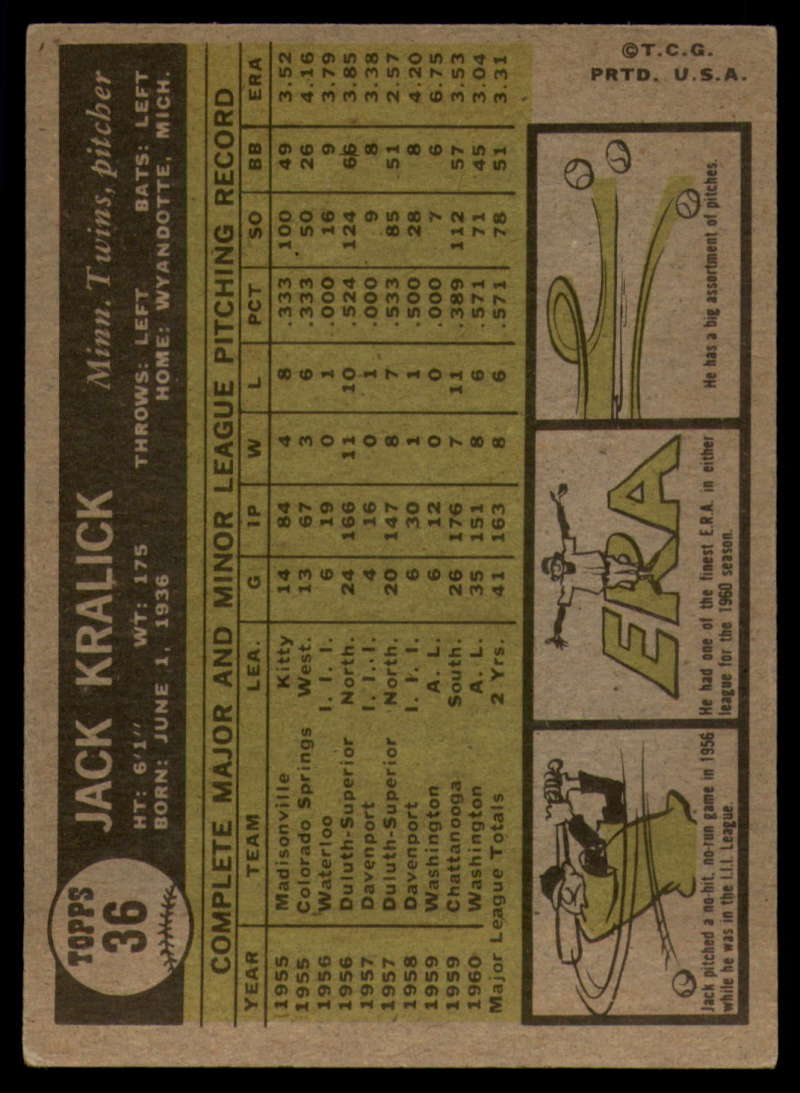 TOPPS
36
JACK KRALICK Minn. Twins, pitcher
HT: 6'1'' WT: 175 THROWS: LEFT BATS: LEFT
BORN: JUNE 1, 1936 HOME: WYANDOTTE, MICH.
COMPLETE MAJOR AND MINOR LEAGUE PITCHING RECORD
YEAR TEAM LEA. G IP W L PCT SO BB ERA
1955 Madisonville Kitty 14 84 4 8 .333 100 49 3.52
1955 Colorado Springs West. 13 67 3 6 .333 50 26 4.16
1956 Waterloo I. I. I. 6 19 0 1 .000 16 9 3.79
1956 Duluth-Superior North. 24 166 11 10 .524 124 66 3.85
1957 Davenport I. I. I. 4 16 0 1 .000 9 8 3.38
1957 Duluth-Superior North. 20 147 8 7 .533 85 51 2.57
1958 Davenport I. I. I. 6 30 1 1 .500 28 8 4.20
1959 Washington A. L. 6 12 0 0 .000 7 6 6.75
1959 Chattanooga South. 26 176 7 11 .389 112 57 3.53
1960 Washington A. L. 35 151 8 6 .571 71 45 3.04
Major League Totals 2 Yrs. 41 163 8 6 .571 78 51 3.31
Jack pitched a no-hit, no-run game in 1956
while he was in the I.I.I. League.
ERA
He had one of the finest E.R.A. in either
league for the 1960 season.
He has a big assortment of pitches.
©T.C.G.
PRTD. U.S.A.